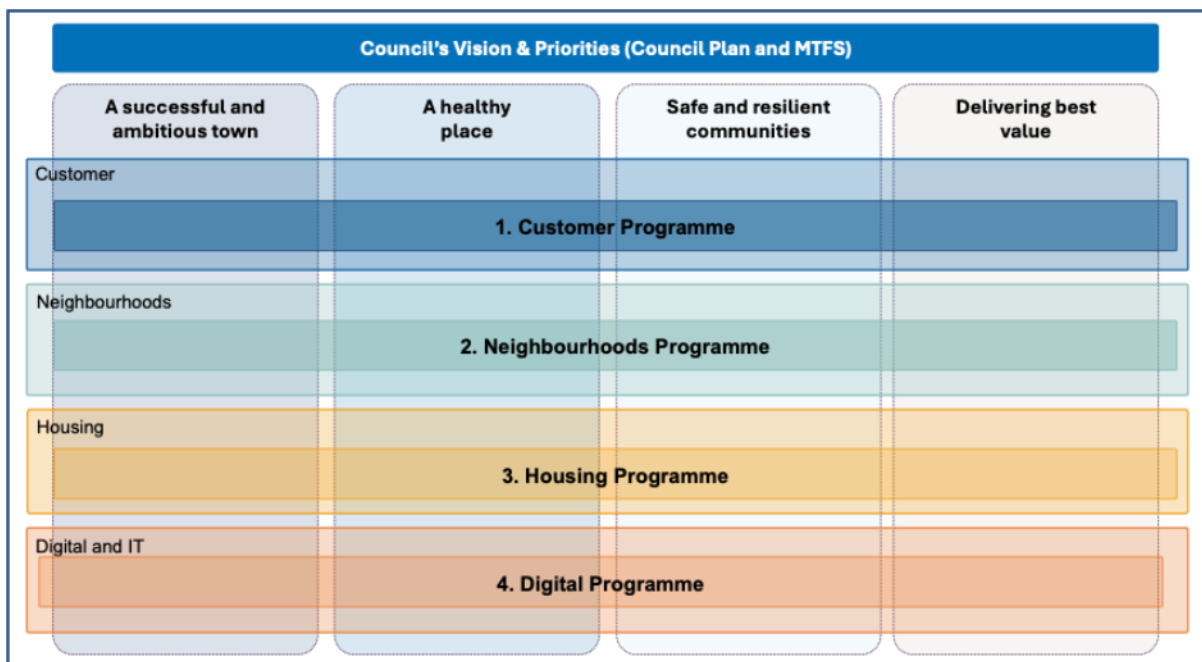 Council's Vision & Priorities (Council Plan and MTFS)
A successful and
ambitious town
A healthy
place
Safe and resilient
communities
Delivering best
value
Customer
1. Customer Programme
Neighbourhoods
2. Neighbourhoods Programme
Housing
3. Housing Programme
Digital and IT
4. Digital Programme